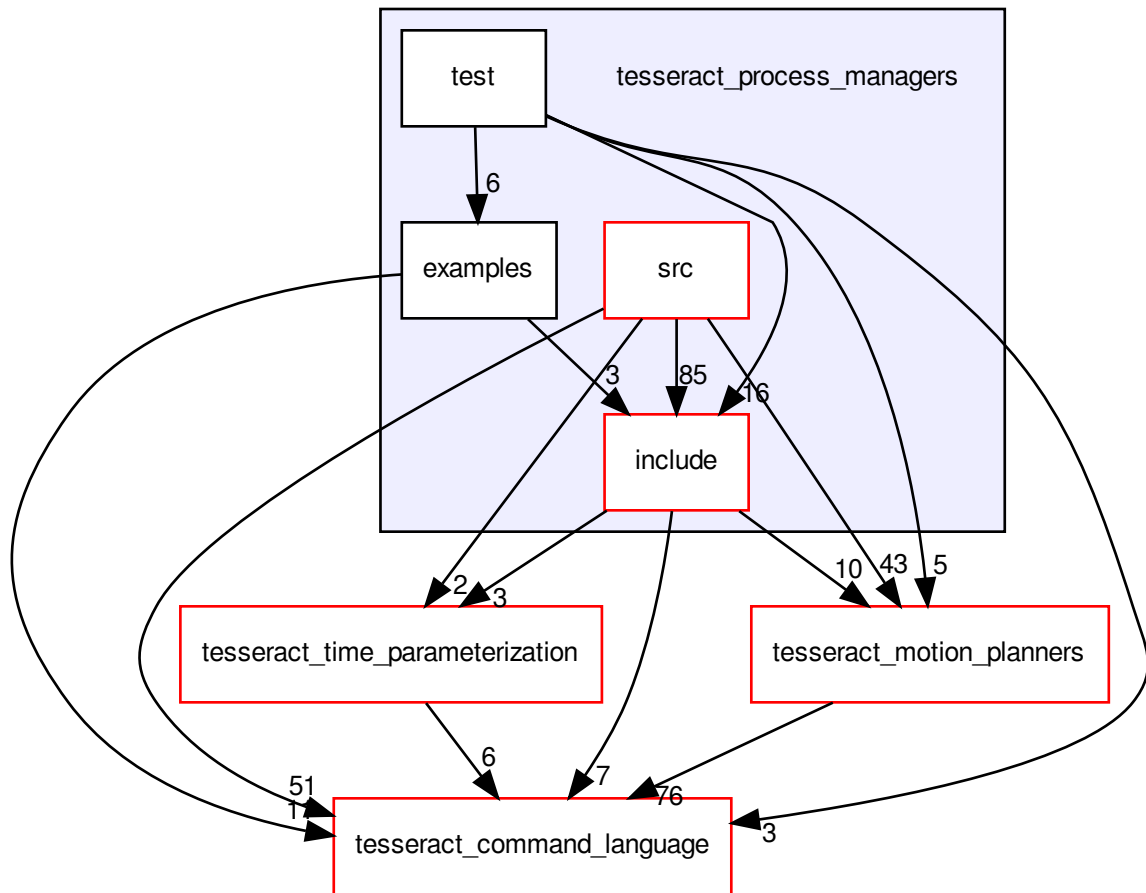 test
tesseract_process_managers
6
examples
src
3
85
16
include
10
43
5
2
3
tesseract_time_parameterization
tesseract_motion_planners
6
7
76
51
3
tesseract_command_language